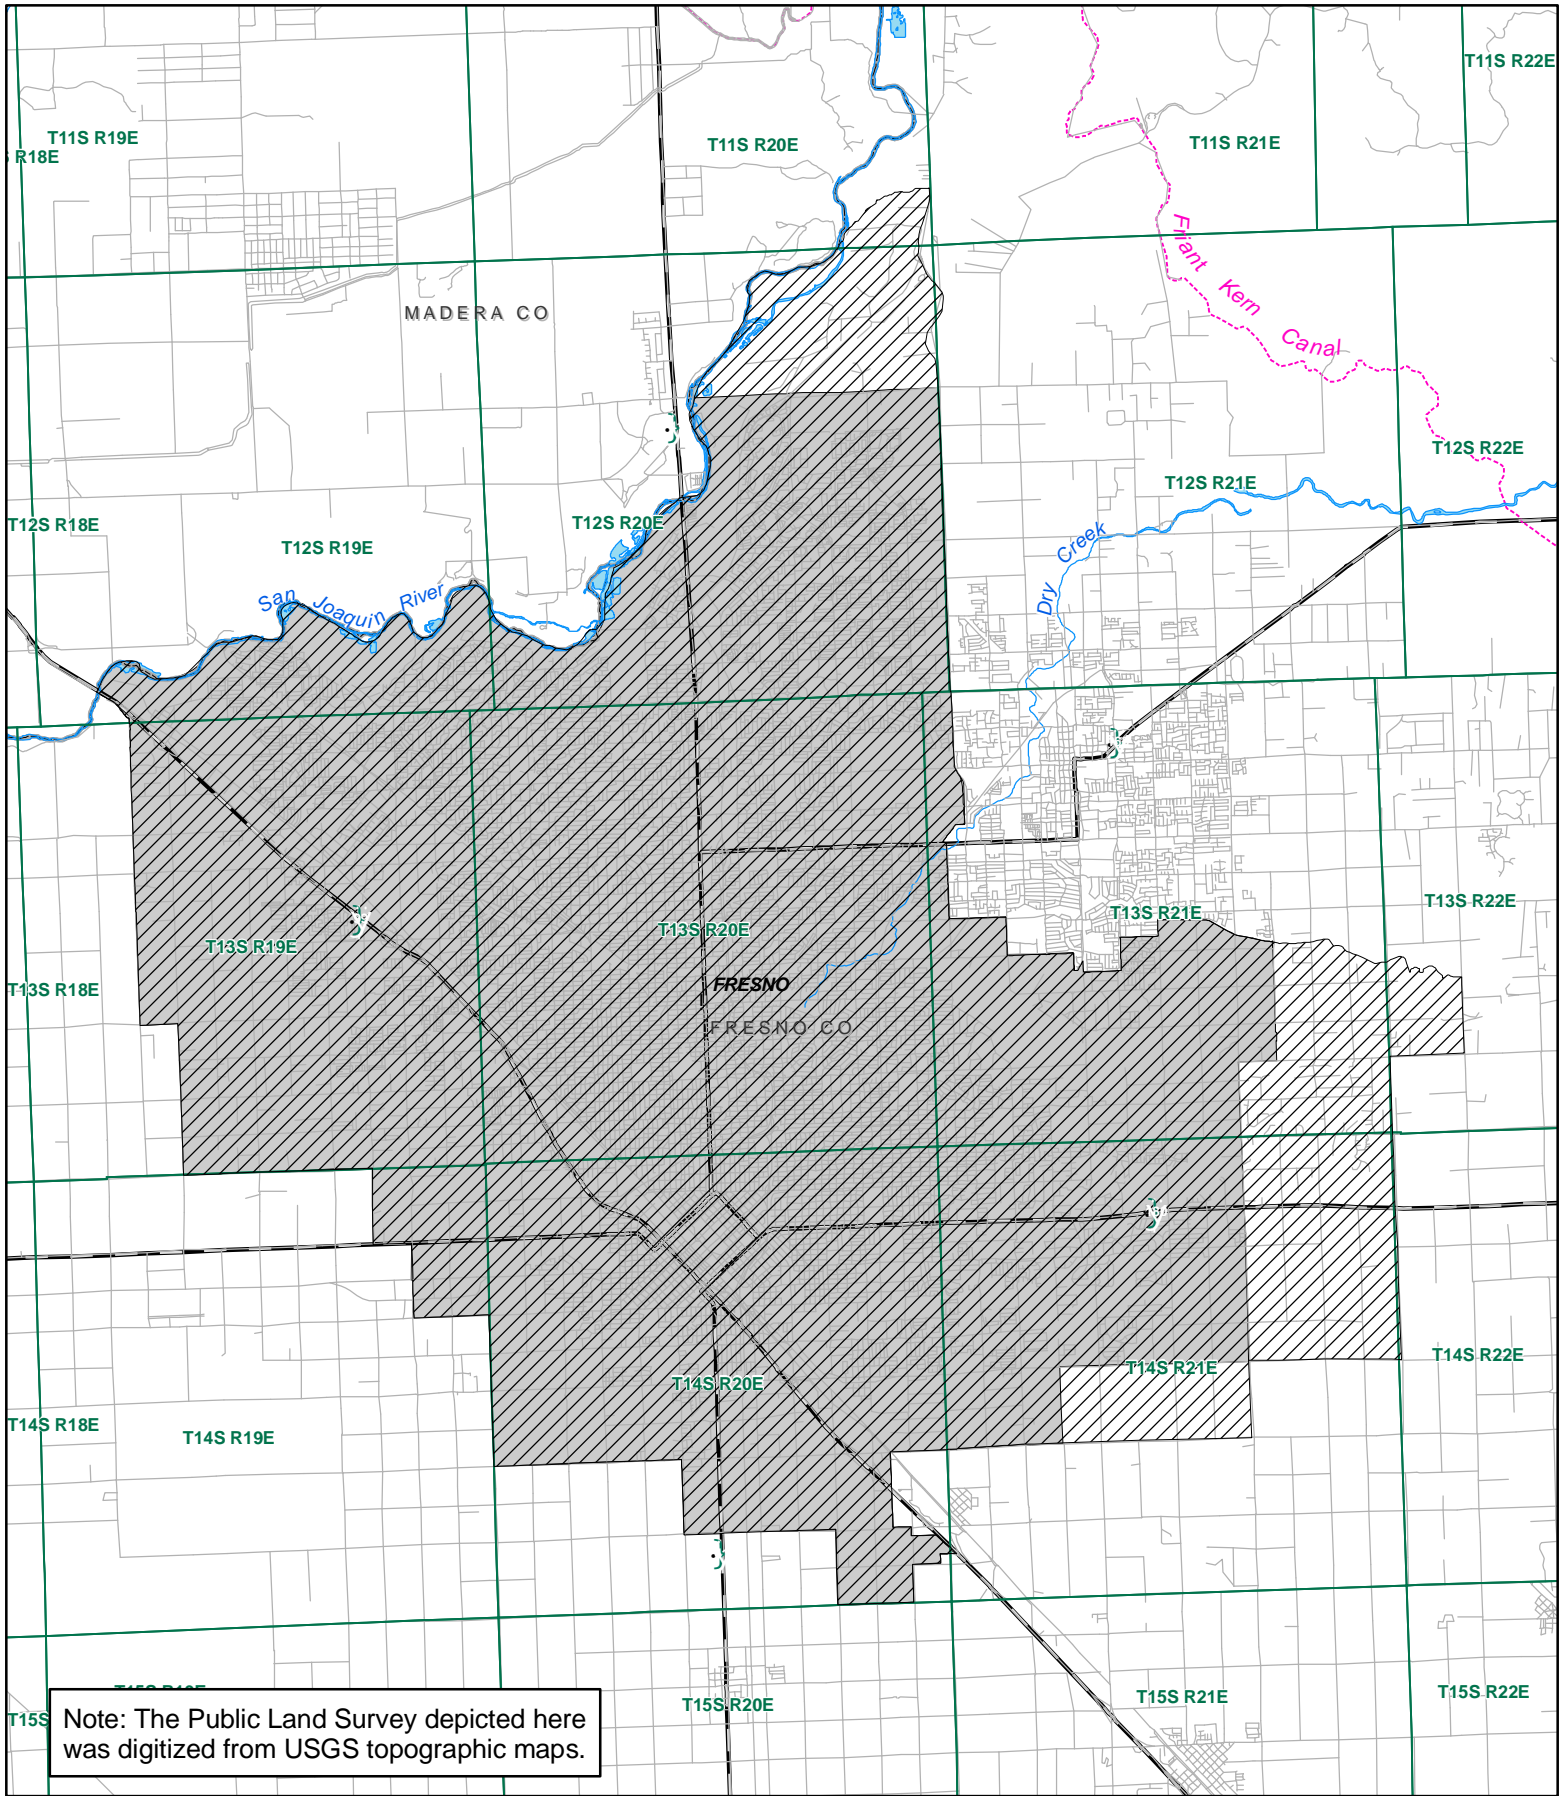 T11S R22E
T11S R19E
T11S R20E
T11S R21E
R18E
Friant Kern Canal
MADERA CO
T12S R22E
T12S R21E
T12S R18E
T12S R19E
T12S R20E
Dry Creek
San Joaquin River
T13S R22E
T13S R21E
T13S R20E
T13S R19E
T13S R18E
FRESNO
FRESNO CO
T14S R22E
T14S R21E
T14S R20E
T14S R18E
T14S R19E
T15S R22E
T15S R21E
T15S R20E
T15S
Note: The Public Land Survey depicted here
was digitized from USGS topographic maps.